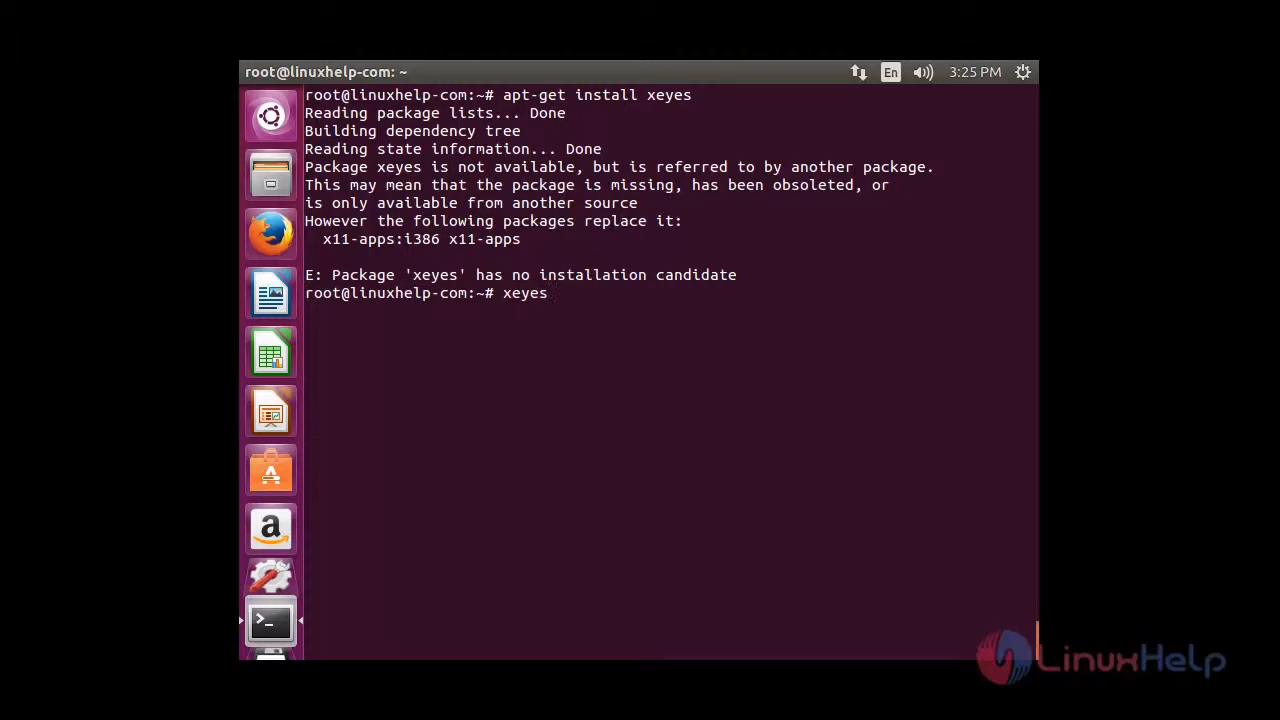 root@linuxhelp-com: ~
En
3:25 PM
root@linuxhelp-com:~# apt-get install xeyes
Reading package lists... Done
Building dependency tree
Reading state information... Done
Package xeyes is not available, but is referred to by another package.
This may mean that the package is missing, has been obsoleted, or
is only available from another source
However the following packages replace it:
  x11-apps:i386 x11-apps

E: Package 'xeyes' has no installation candidate
root@linuxhelp-com:~# xeyes
LinuxHelp